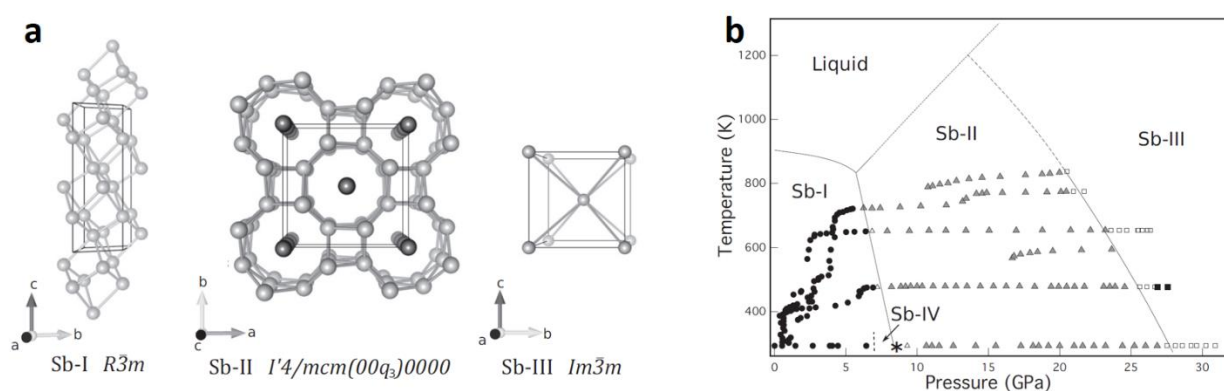 a
c
b
a
Sb-I R3̄m
b
a
c
Sb-II I'4/mcm(00q₃)0000
c
b
a
Sb-III Im3̄m
b
Temperature (K)
1200
1000
800
600
400
Liquid
Sb-II
Sb-III
Sb-I
Sb-IV
0
5
10
15
20
25
30
Pressure (GPa)